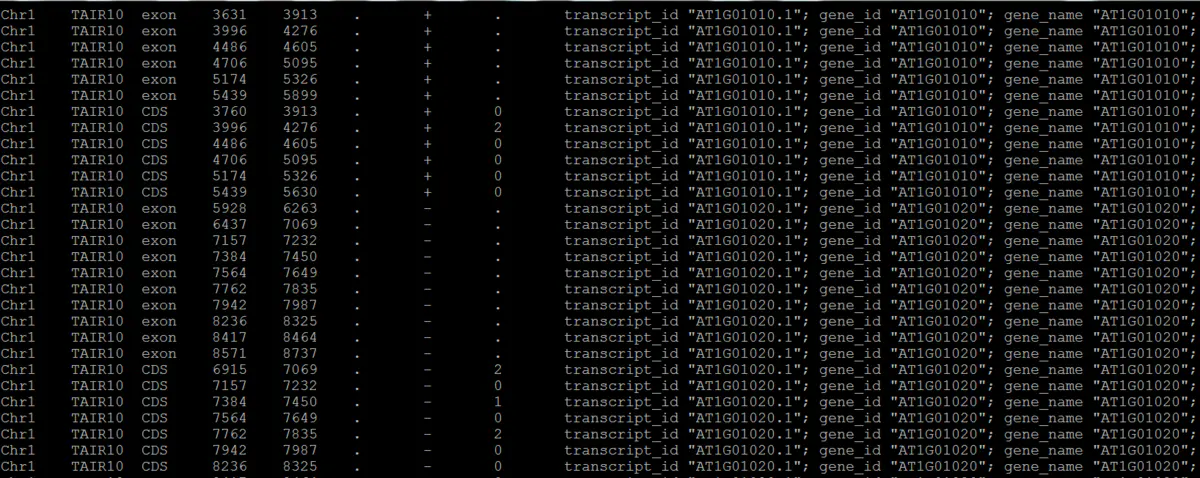 Chr1 TAIR10 exon 3631 3913 . + . transcript_id "AT1G01010.1"; gene_id "AT1G01010"; gene_name "AT1G01010";
Chr1 TAIR10 exon 3996 4276 . + . transcript_id "AT1G01010.1"; gene_id "AT1G01010"; gene_name "AT1G01010";
Chr1 TAIR10 exon 4486 4605 . + . transcript_id "AT1G01010.1"; gene_id "AT1G01010"; gene_name "AT1G01010";
Chr1 TAIR10 exon 4706 5095 . + . transcript_id "AT1G01010.1"; gene_id "AT1G01010"; gene_name "AT1G01010";
Chr1 TAIR10 exon 5174 5326 . + . transcript_id "AT1G01010.1"; gene_id "AT1G01010"; gene_name "AT1G01010";
Chr1 TAIR10 exon 5439 5899 . + . transcript_id "AT1G01010.1"; gene_id "AT1G01010"; gene_name "AT1G01010";
Chr1 TAIR10 CDS 3760 3913 . + 0 transcript_id "AT1G01010.1"; gene_id "AT1G01010"; gene_name "AT1G01010";
Chr1 TAIR10 CDS 3996 4276 . + 2 transcript_id "AT1G01010.1"; gene_id "AT1G01010"; gene_name "AT1G01010";
Chr1 TAIR10 CDS 4486 4605 . + 0 transcript_id "AT1G01010.1"; gene_id "AT1G01010"; gene_name "AT1G01010";
Chr1 TAIR10 CDS 4706 5095 . + 0 transcript_id "AT1G01010.1"; gene_id "AT1G01010"; gene_name "AT1G01010";
Chr1 TAIR10 CDS 5174 5326 . + 0 transcript_id "AT1G01010.1"; gene_id "AT1G01010"; gene_name "AT1G01010";
Chr1 TAIR10 CDS 5439 5630 . + 0 transcript_id "AT1G01010.1"; gene_id "AT1G01010"; gene_name "AT1G01010";
Chr1 TAIR10 exon 5928 6263 . - . transcript_id "AT1G01020.1"; gene_id "AT1G01020"; gene_name "AT1G01020";
Chr1 TAIR10 exon 6437 7069 . - . transcript_id "AT1G01020.1"; gene_id "AT1G01020"; gene_name "AT1G01020";
Chr1 TAIR10 exon 7157 7232 . - . transcript_id "AT1G01020.1"; gene_id "AT1G01020"; gene_name "AT1G01020";
Chr1 TAIR10 exon 7384 7450 . - . transcript_id "AT1G01020.1"; gene_id "AT1G01020"; gene_name "AT1G01020";
Chr1 TAIR10 exon 7564 7649 . - . transcript_id "AT1G01020.1"; gene_id "AT1G01020"; gene_name "AT1G01020";
Chr1 TAIR10 exon 7762 7835 . - . transcript_id "AT1G01020.1"; gene_id "AT1G01020"; gene_name "AT1G01020";
Chr1 TAIR10 exon 7942 7987 . - . transcript_id "AT1G01020.1"; gene_id "AT1G01020"; gene_name "AT1G01020";
Chr1 TAIR10 exon 8236 8325 . - . transcript_id "AT1G01020.1"; gene_id "AT1G01020"; gene_name "AT1G01020";
Chr1 TAIR10 exon 8417 8464 . - . transcript_id "AT1G01020.1"; gene_id "AT1G01020"; gene_name "AT1G01020";
Chr1 TAIR10 exon 8571 8737 . - . transcript_id "AT1G01020.1"; gene_id "AT1G01020"; gene_name "AT1G01020";
Chr1 TAIR10 CDS 6915 7069 . - 2 transcript_id "AT1G01020.1"; gene_id "AT1G01020"; gene_name "AT1G01020";
Chr1 TAIR10 CDS 7157 7232 . - 0 transcript_id "AT1G01020.1"; gene_id "AT1G01020"; gene_name "AT1G01020";
Chr1 TAIR10 CDS 7384 7450 . - 1 transcript_id "AT1G01020.1"; gene_id "AT1G01020"; gene_name "AT1G01020";
Chr1 TAIR10 CDS 7564 7649 . - 0 transcript_id "AT1G01020.1"; gene_id "AT1G01020"; gene_name "AT1G01020";
Chr1 TAIR10 CDS 7762 7835 . - 2 transcript_id "AT1G01020.1"; gene_id "AT1G01020"; gene_name "AT1G01020";
Chr1 TAIR10 CDS 7942 7987 . - 0 transcript_id "AT1G01020.1"; gene_id "AT1G01020"; gene_name "AT1G01020";
Chr1 TAIR10 CDS 8236 8325 . - 0 transcript_id "AT1G01020.1"; gene_id "AT1G01020"; gene_name "AT1G01020";